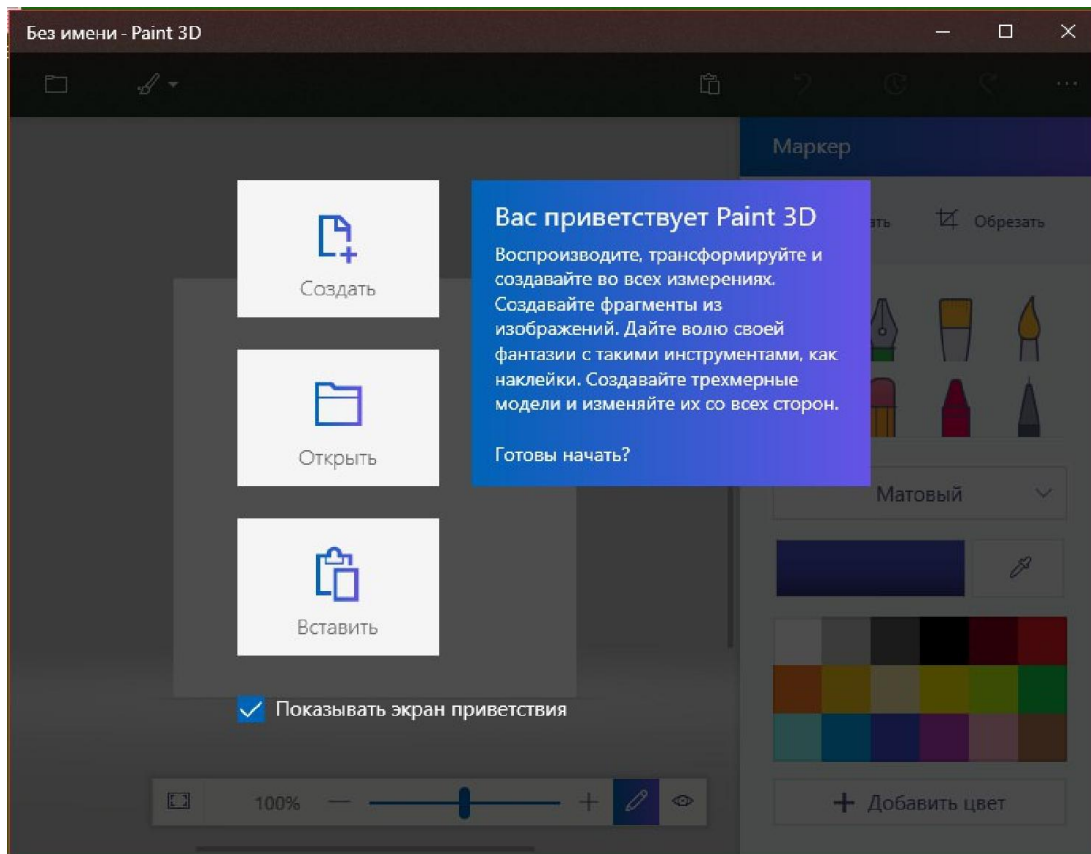 Без имени - Paint 3D
Маркер
Обрезать
Создать
Вас приветствует Paint 3D
Воспроизводите, трансформируйте и
создавайте во всех измерениях.
Создавайте фрагменты из
изображений. Дайте волю своей
фантазии с такими инструментами, как
наклейки. Создавайте трехмерные
модели и изменяйте их со всех сторон.
Готовы начать?
Открыть
Матовый
Вставить
Показывать экран приветствия
100%
Добавить цвет